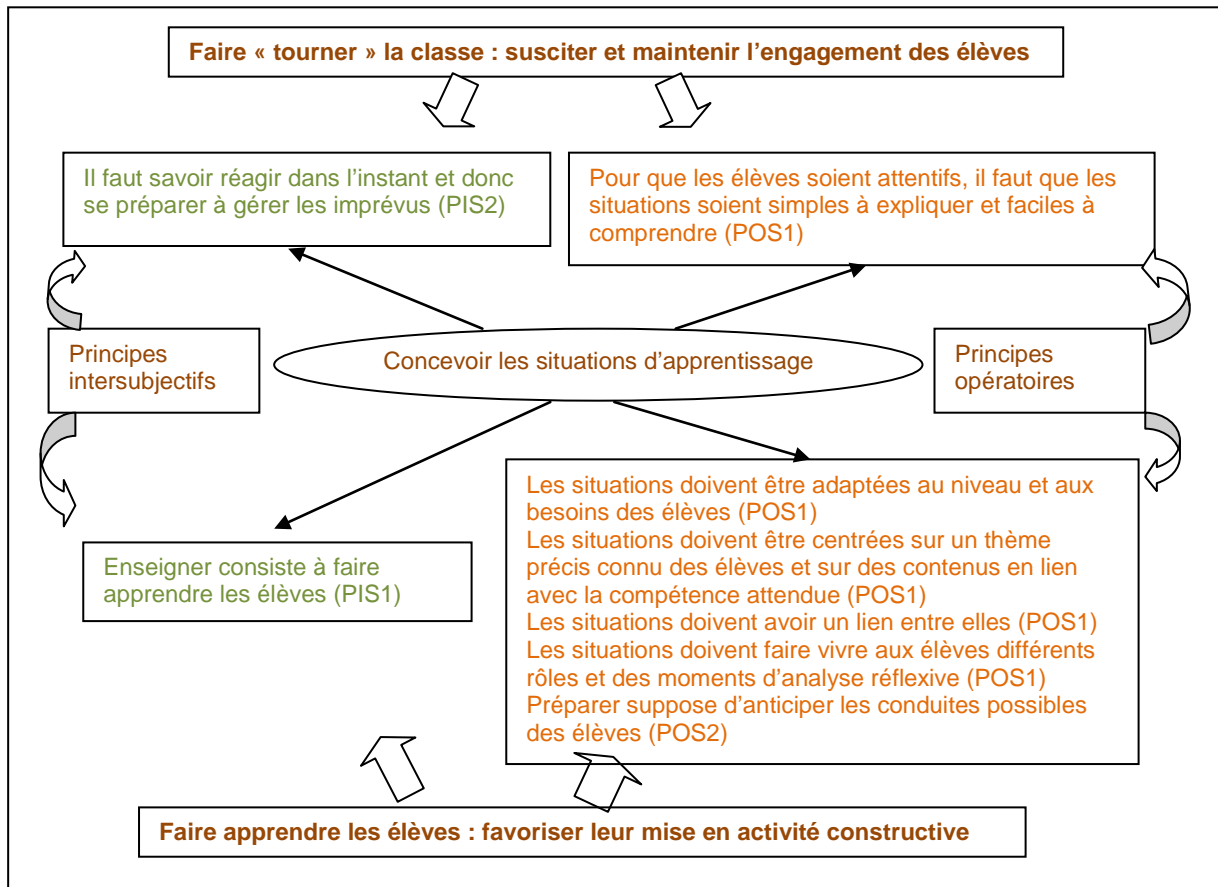 Faire « tourner » la classe : susciter et maintenir l’engagement des élèves
Il faut savoir réagir dans l’instant et donc
se préparer à gérer les imprévus (PIS2)
Pour que les élèves soient attentifs, il faut que les
situations soient simples à expliquer et faciles à
comprendre (POS1)
Principes
intersubjectifs
Concevoir les situations d’apprentissage
Principes
opératoires
Enseigner consiste à faire
apprendre les élèves (PIS1)
Les situations doivent être adaptées au niveau et aux
besoins des élèves (POS1)
Les situations doivent être centrées sur un thème
précis connu des élèves et sur des contenus en lien
avec la compétence attendue (POS1)
Les situations doivent avoir un lien entre elles (POS1)
Les situations doivent faire vivre aux élèves différents
rôles et des moments d’analyse réflexive (POS1)
Préparer suppose d’anticiper les conduites possibles
des élèves (POS2)
Faire apprendre les élèves : favoriser leur mise en activité constructive